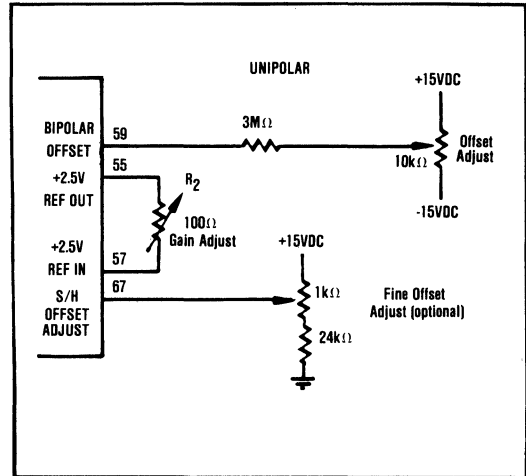 UNIPOLAR
+15VDC
3MΩ
BIPOLAR
OFFSET
59
10kΩ
Offset
Adjust
-15VDC
+2.5V
REF OUT
55
R2
100Ω
Gain Adjust
+2.5V
REF IN
57
S/H
OFFSET
ADJUST
67
+15VDC
1kΩ
24kΩ
Fine Offset
Adjust (optional)